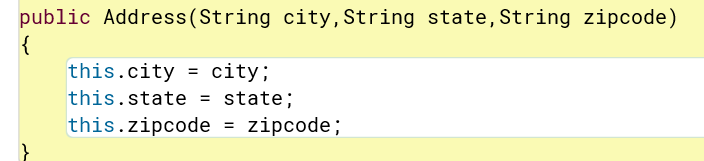 public Address(String city,String state,String zipcode)
{
this.city = city;
this.state = state;
this.zipcode = zipcode;
}